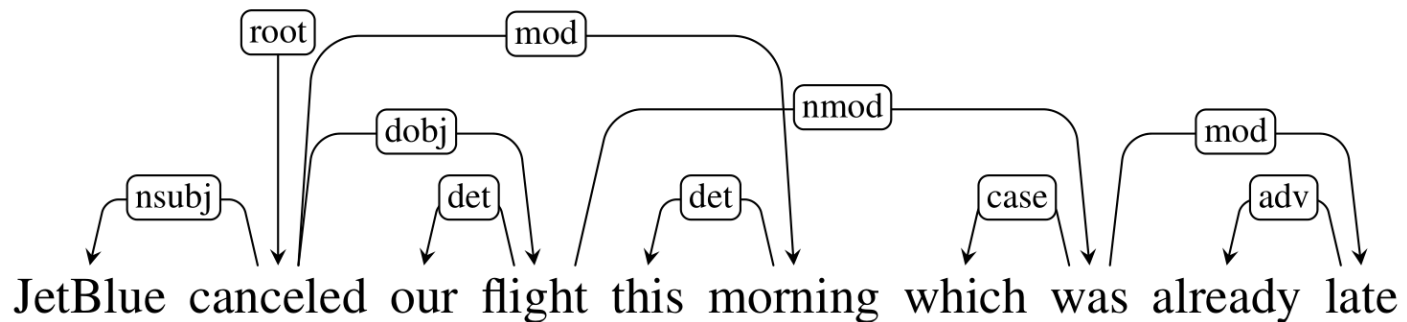 root mod
nmod
dobj mod
nsubj det det case adv
JetBlue canceled our flight this morning which was already late